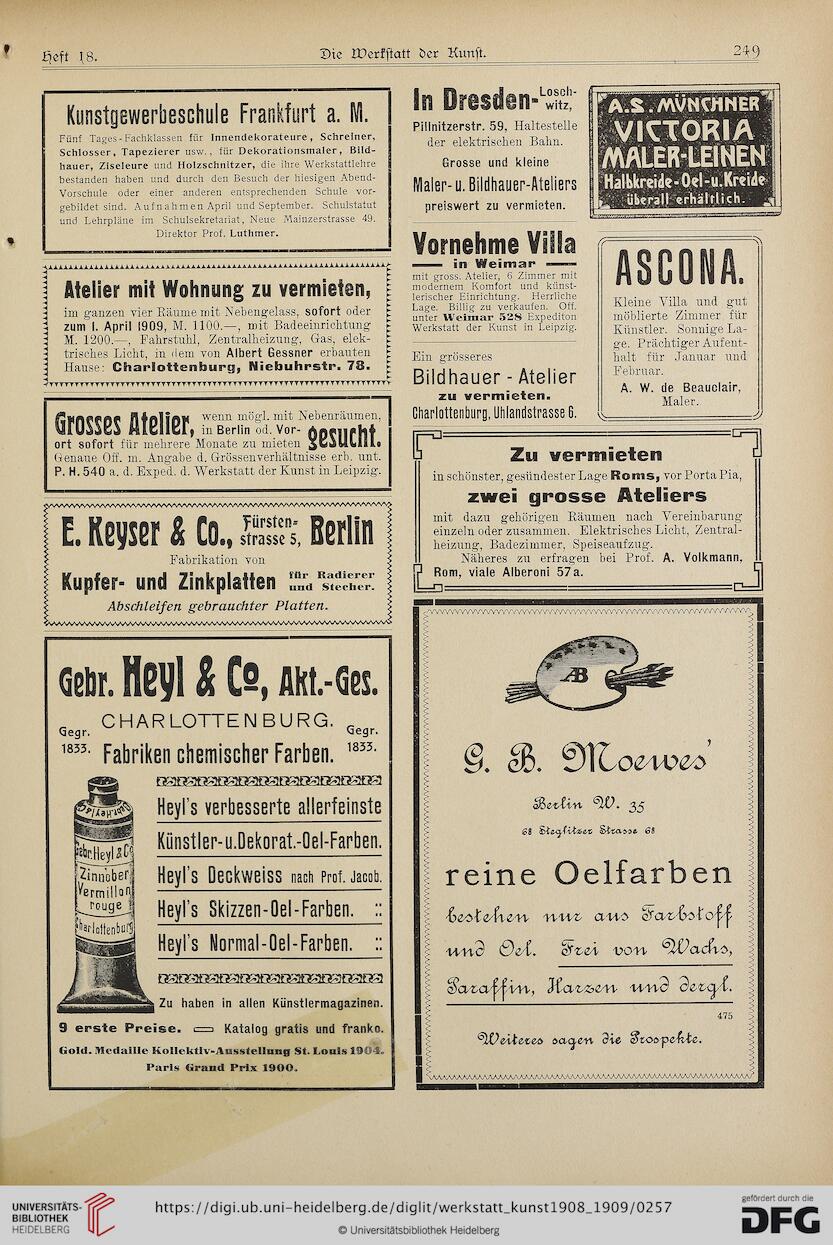 Heft 18.
Die Werkstatt der Kunst.
249
Kunstgewerbeschule Frankfurt a. M.
Fünf Tages-Fachklassen für Innendekorateure, Schreiner,
Schlosser, Tapezierer usw., für Dekorationsmaler, Bild-
hauer, Ziseleure und Holzschnitzer, die ihre Werkstattlehre
bestanden haben und durch den Besuch der hiesigen Abend-
Vorschule oder einer anderen entsprechenden Schule vor-
gebildet sind. Aufnahmen April und September. Schulstatut
und Lehrpläne im Schulsekretariat, Neue Mainzerstrasse 49.
Direktor Prof. Luthmer.
Atelier mit Wohnung zu vermieten,
im ganzen vier Räume mit Nebengelass, sofort oder
zum 1. April 1909, M. 1100.—, mit Badeeinrichtung
M. 1200.—, Fahrstuhl, Zentralheizung, Gas, elek-
trisches Licht, in dem von Albert Gessner erbauten
Hause: Charlottenburg, Niebuhrstr. 78.
Grosses Atelier, wenn mögl. mit Nebenräumen,
in Berlin od. Vor-
ort sofort für mehrere Monate zu mieten gesucht.
Genaue Off. m. Angabe d. Grössenverhältnisse erb. unt.
P. H. 540 a. d. Exped. d. Werkstatt der Kunst in Leipzig.
E. Keyser & Co., Fürsten-
strasse 5, Berlin
Fabrikation von
Kupfer- und Zinkplatten für Radierer
und Stecher.
Abschleifen gebrauchter Platten.
Gebr. Heyl & Co, Akt.-Ges.
CHARLOTTENBURG.
Gegr.
1833.
Fabriken chemischer Farben.
Gegr.
1833.
Gebr. Heyl & C
Gebr. Heyl & Co
Zinnober
Vermillon
rouge
Charlottenburg
Heyl's verbesserte allerfeinste
Künstler-u.Dekorat.-Oel-Farben.
Heyl's Deckweiss nach Prof. Jacob.
Heyl's Skizzen-Oel-Farben. ::
Heyl's Normal-Oel-Farben. ::
Zu haben in allen Künstlermagazinen.
9 erste Preise. Katalog gratis und franko.
Gold. Medaille Kollektiv-Ausstellung St. Louis 1904.
Paris Grand Prix 1900.
In Dresden-Losch-
witz,
Pillnitzerstr. 59, Haltestelle
der elektrischen Bahn.
Grosse und kleine
Maler- u. Bildhauer-Ateliers
preiswert zu vermieten.
Vornehme Villa
in Weimar
mit gross. Atelier, 6 Zimmer mit
modernem Komfort und künst-
lerischer Einrichtung. Herrliche
Lage. Billig zu verkaufen. Off.
unter Weimar 528 Expediton
Werkstatt der Kunst in Leipzig.
Ein grösseres
Bildhauer - Atelier
zu vermieten.
Charlottenburg, Uhlandstrasse 6.
A. S. MÜNCHNER
VICTORIA
MALER-LEINEN
Halbkreide-Oel-u. Kreide
überall erhältlich.
ASCONA.
Kleine Villa und gut
möblierte Zimmer für
Künstler. Sonnige La-
ge. Prächtiger Aufent-
halt für Januar und
Februar.
A. W. de Beauclair,
Maler.
Zu vermieten
in schönster, gesündester Lage Roms, vor Porta Pia,
zwei grosse Ateliers
mit dazu gehörigen Räumen nach Vereinbarung
einzeln oder zusammen. Elektrisches Licht, Zentral-
heizung, Badezimmer, Speiseaufzug.
Näheres zu erfragen bei Prof. A. Volkmann,
Rom, viale Alberoni 57a.
AB
G. B. Moewes'
Berlin W. 35
68 Steglitzer Strasse 68
reine Oelfarben
bestehen nur aus Farbstoff
und Oel. Frei von Wachs,
Paraffin, Harzen und dergl.
475
Weiteres sagen die Prospekte.
UNIVERSITÄTS-
BIBLIOTHEK
HEIDELBERG
https://digi.ub.uni-heidelberg.de/diglit/werkstatt_kunst1908_1909/0257
© Universitätsbibliothek Heidelberg
gefördert durch die
DFG